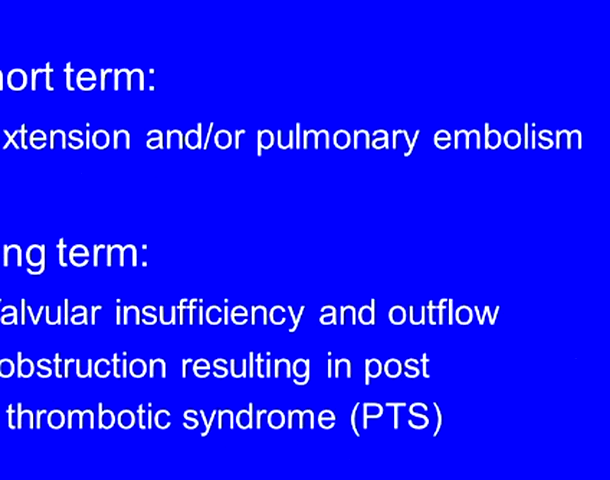 hort term:
xtension and/or pulmonary embolism
ng term:
alvular insufficiency and outflow
obstruction resulting in post
thrombotic syndrome (PTS)